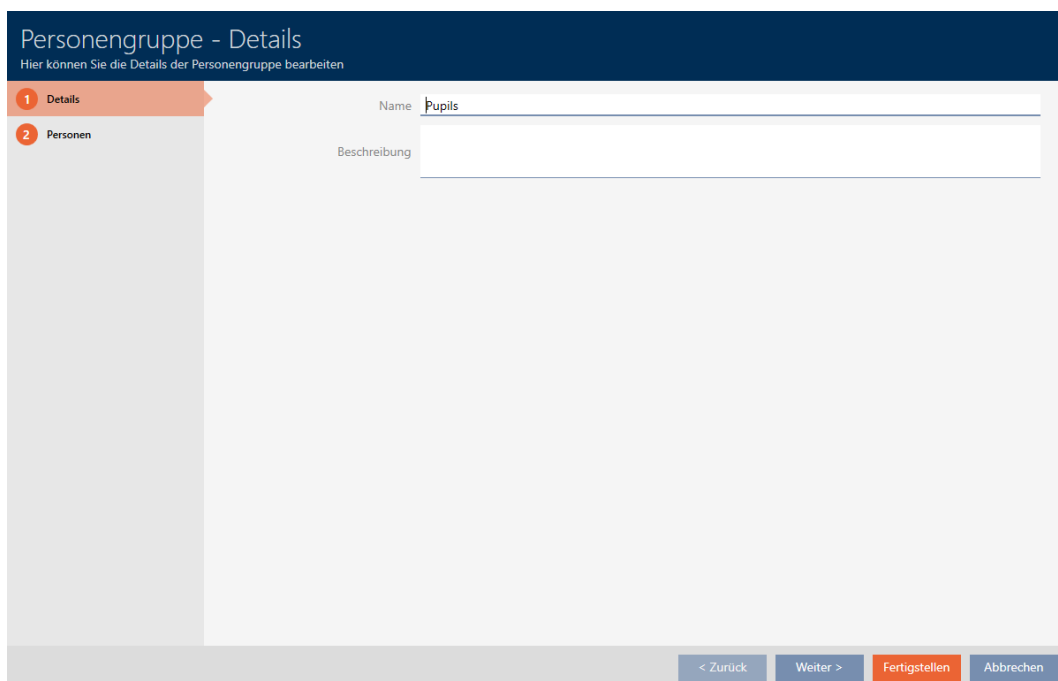 Personengruppe - Details
Hier können Sie die Details der Personengruppe bearbeiten
1 Details
2 Personen
Name Pupils
Beschreibung
< Zurück Weiter > Fertigstellen Abbrechen